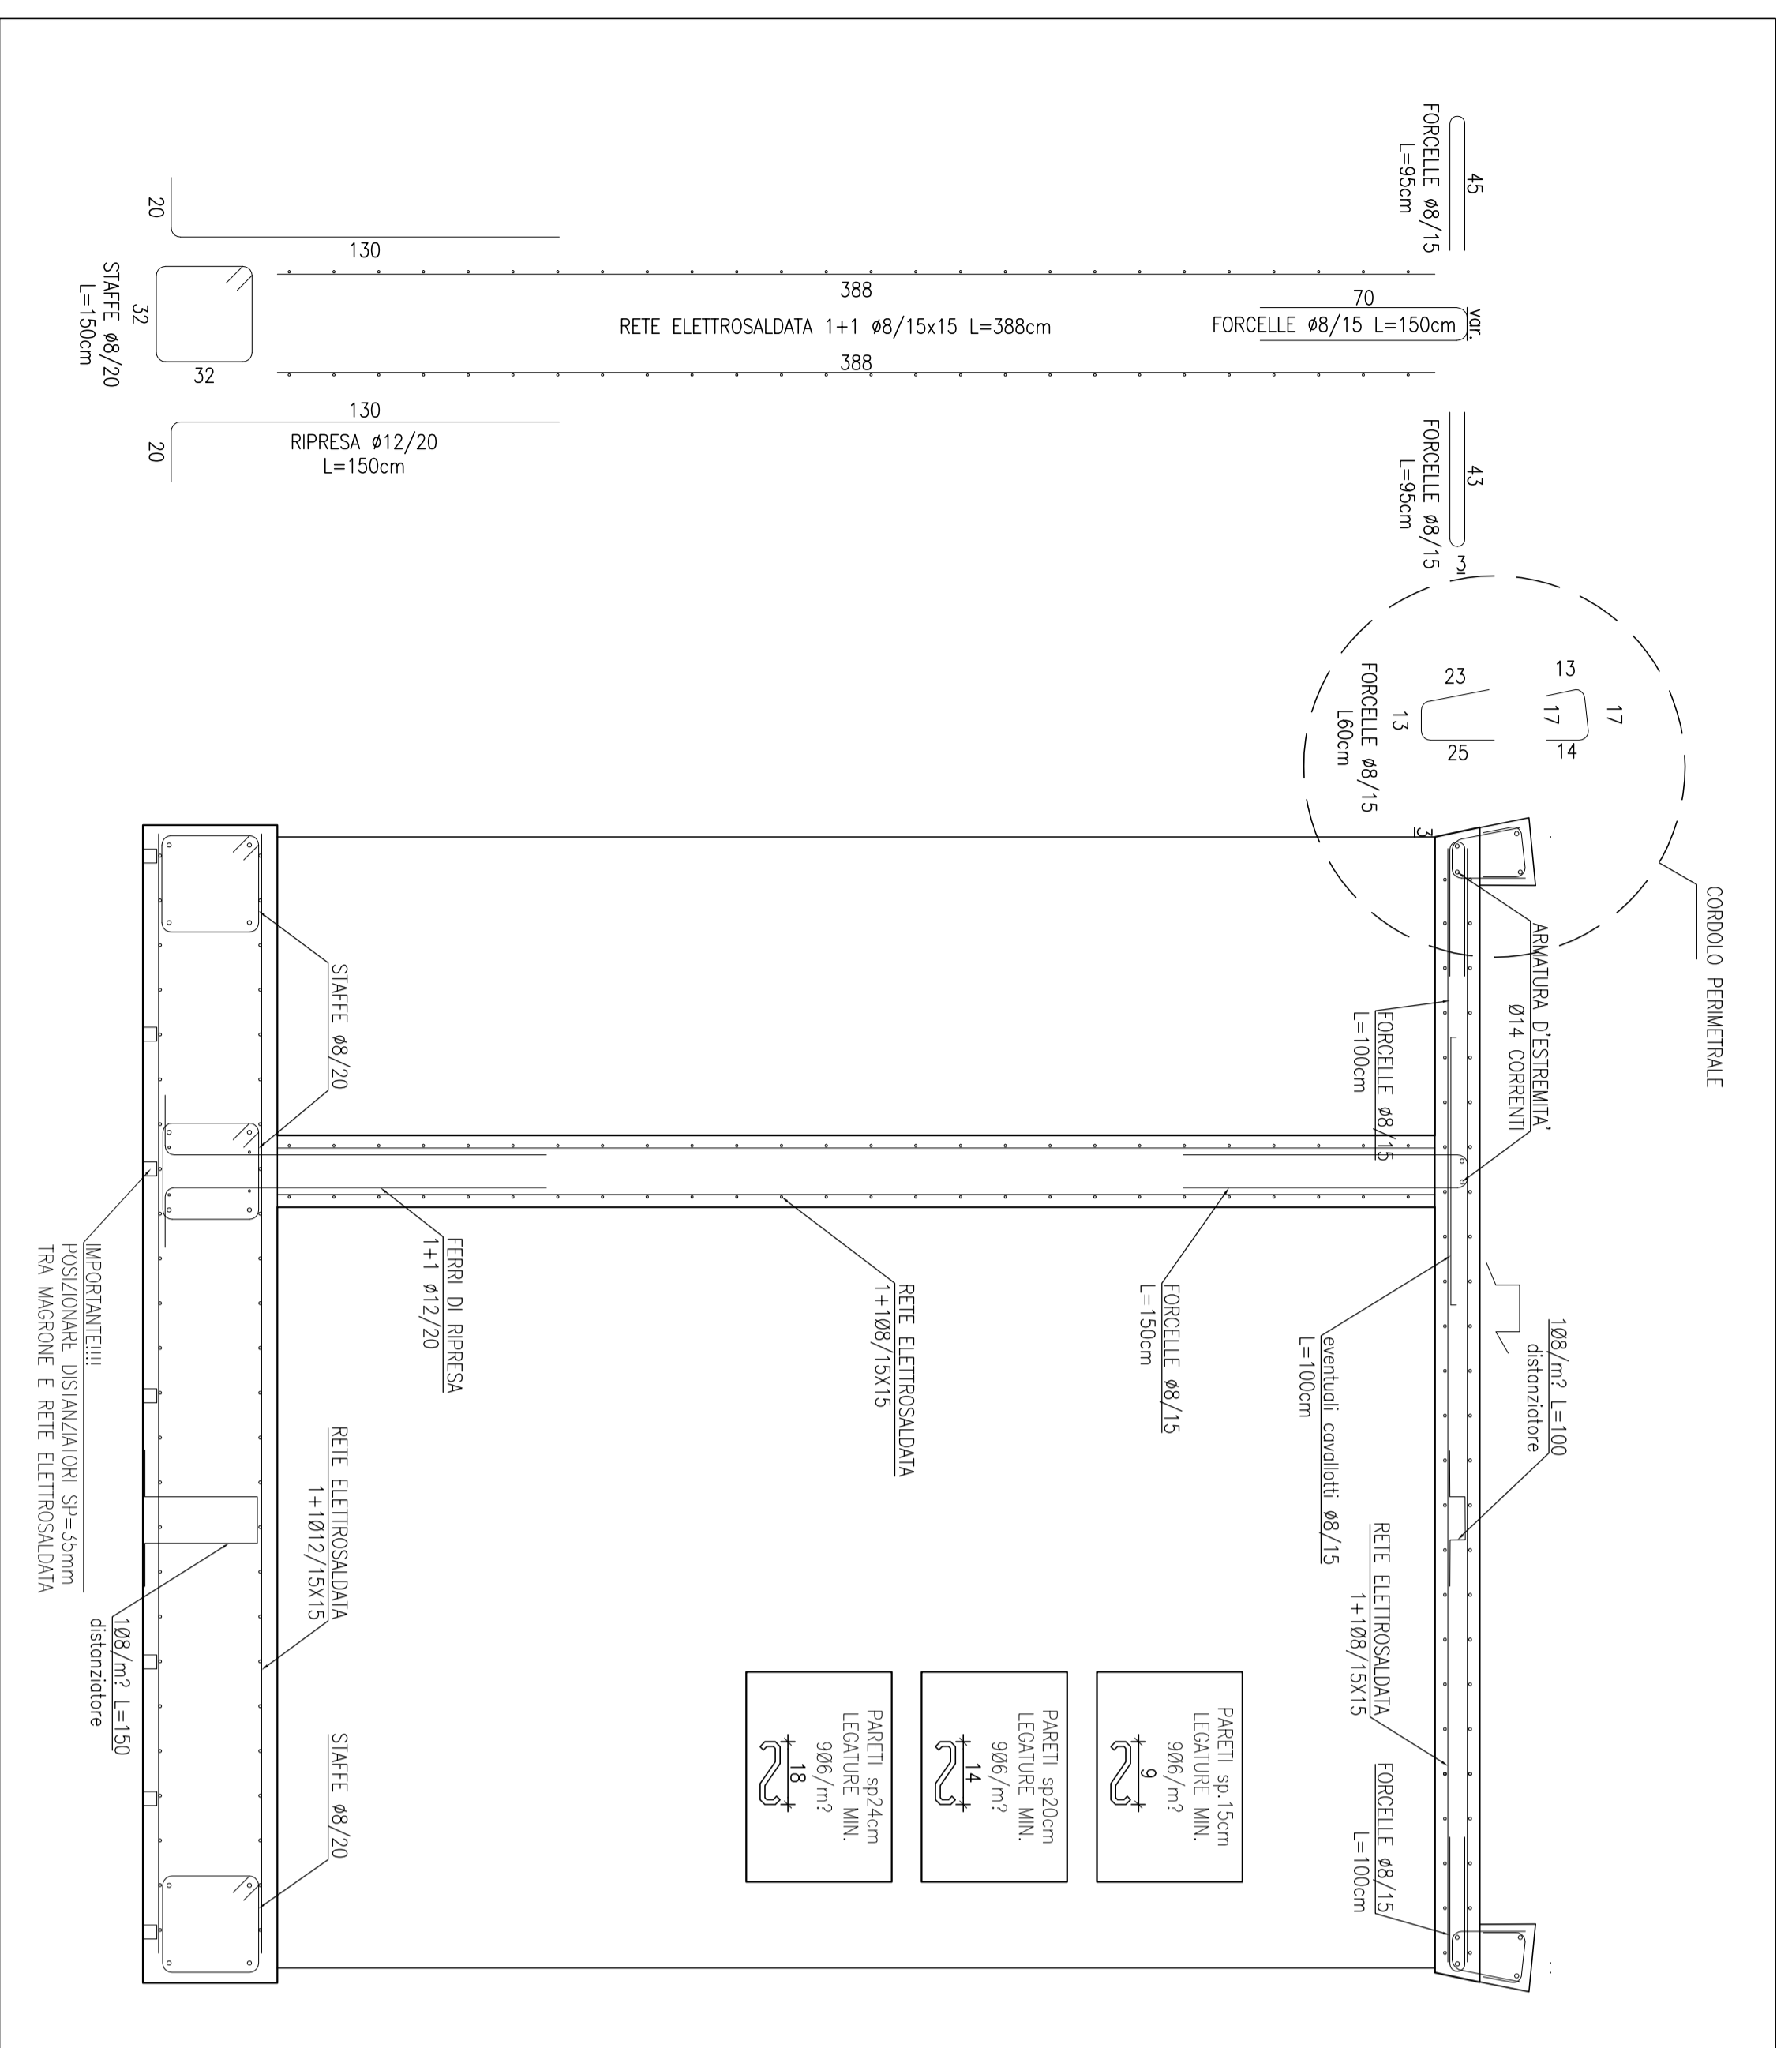 CORDOLO PERIMETRALE
FORCELLE ø8/15
L=95cm
45
var.
70
FORCELLE ø8/15 L=150cm
43
FORCELLE ø8/15
L=95cm
3
13
17
17
14
23
25
13
FORCELLE ø8/15
L60cm
3
ARMATURA D'ESTREMITA'
Ø14 CORRENTI
FORCELLE ø8/15
L=100cm
1Ø8/m? L=100
distanziatore
eventuali cavallotti ø8/15
L=100cm
RETE ELETTROSALDATA
1+1Ø8/15X15
FORCELLE ø8/15
L=100cm
FORCELLE ø8/15
L=150cm
RETE ELETTROSALDATA
1+1Ø8/15X15
388
RETE ELETTROSALDATA 1+1 ø8/15x15 L=388cm
388
PARETI sp.15cm
LEGATURE MIN.
9Ø6/m?
9
PARETI sp20cm
LEGATURE MIN.
9Ø6/m?
14
PARETI sp24cm
LEGATURE MIN.
9Ø6/m?
18
130
20
32
32
STAFFE ø8/20
L=150cm
130
20
RIPRESA ø12/20
L=150cm
FERRI DI RIPRESA
1+1 ø12/20
STAFFE ø8/20
RETE ELETTROSALDATA
1+1Ø12/15X15
STAFFE ø8/20
IMPORTANTE!!!!
POSIZIONARE DISTANZIATORI SP=35mm
TRA MAGRONE E RETE ELETTROSALDATA
1Ø8/m? L=150
distanziatore